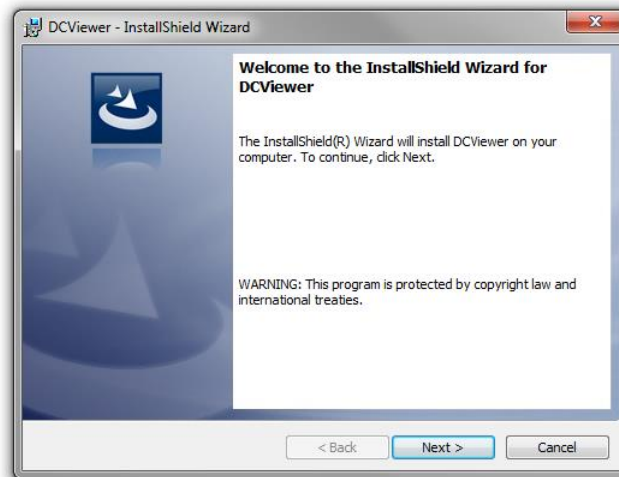 DCViewer - InstallShield Wizard
Welcome to the InstallShield Wizard for
DCViewer
The InstallShield(R) Wizard will install DCViewer on your
computer. To continue, click Next.
WARNING: This program is protected by copyright law and
international treaties.
< Back Next > Cancel